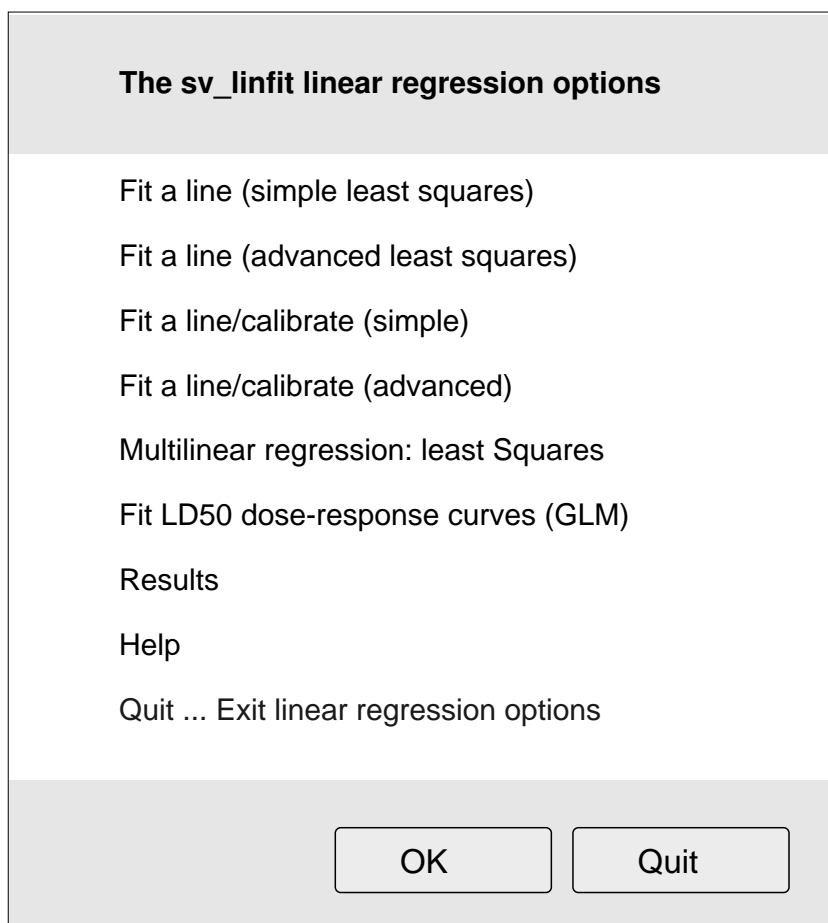 The sv_linfit linear regression options
Fit a line (simple least squares)
Fit a line (advanced least squares)
Fit a line/calibrate (simple)
Fit a line/calibrate (advanced)
Multilinear regression: least Squares
Fit LD50 dose-response curves (GLM)
Results
Help
Quit ... Exit linear regression options
OK
Quit